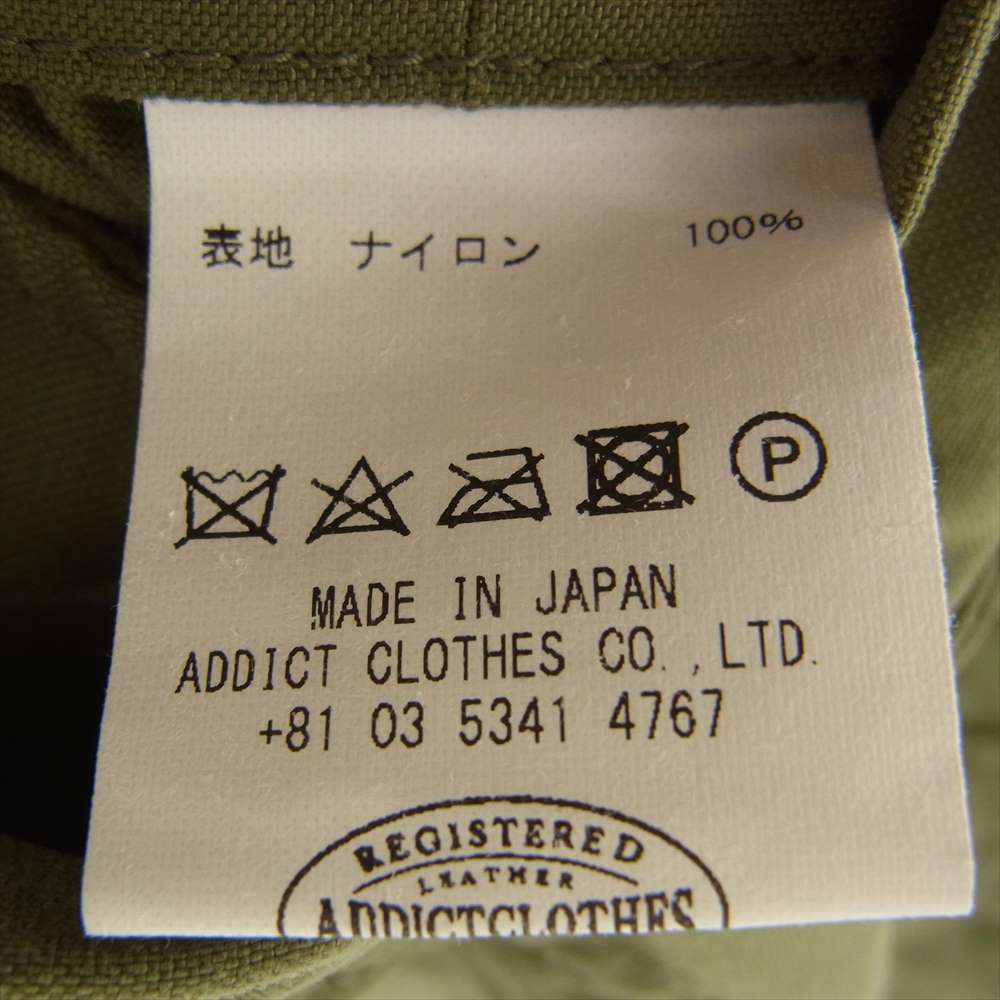 表地 ナイロン 100%
P
MADE IN JAPAN
ADDICT CLOTHES CO.,LTD.
+81 03 5341 4767
REGISTERED
LEATHER
ADDICTCLOTHES